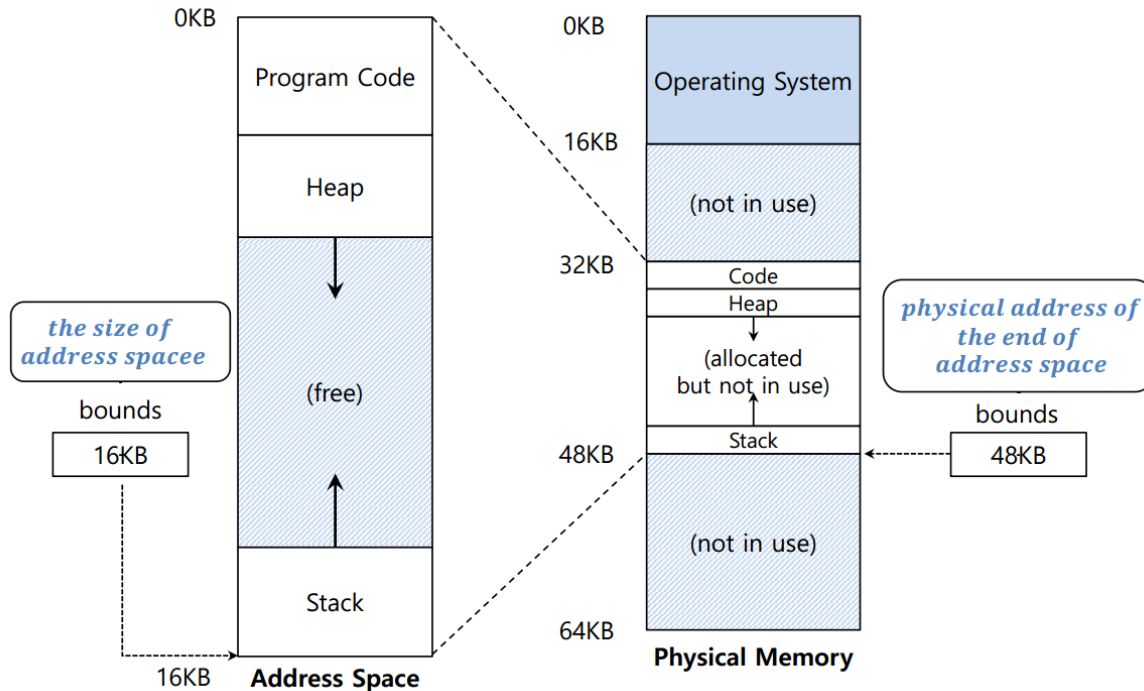 0KB
Program Code
Heap
(free)
Stack
16KB
Address Space
the size of
address spacee
bounds
16KB
0KB
Operating System
16KB
(not in use)
32KB
Code
Heap
(allocated
but not in use)
Stack
48KB
(not in use)
64KB
Physical Memory
physical address of
the end of
address space
bounds
48KB